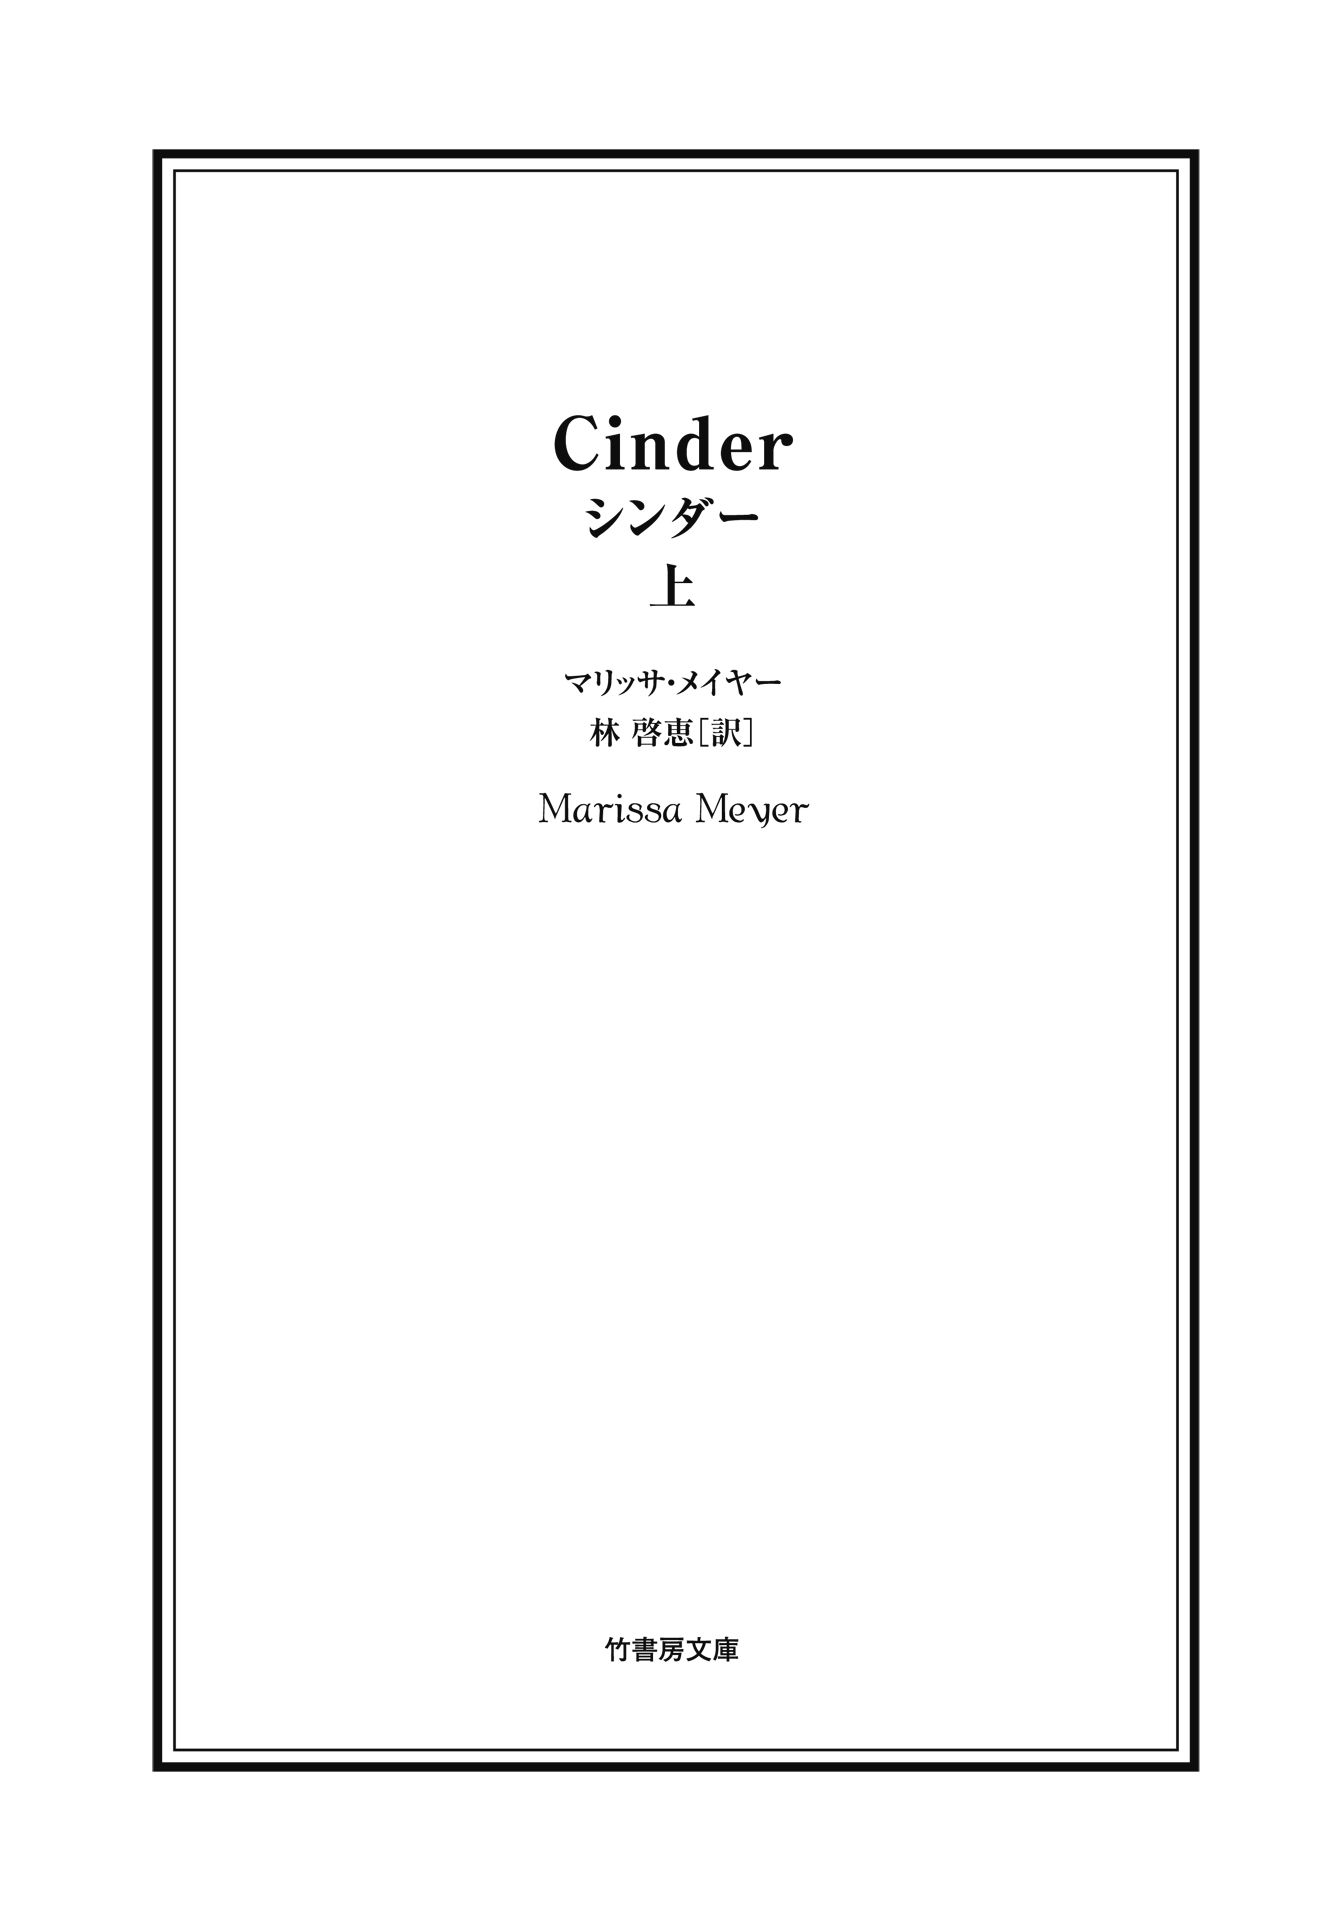 Cinder
シンダー
上
マリッサ・メイヤー
林 啓恵[訳]
Marissa Meyer
竹書房文庫